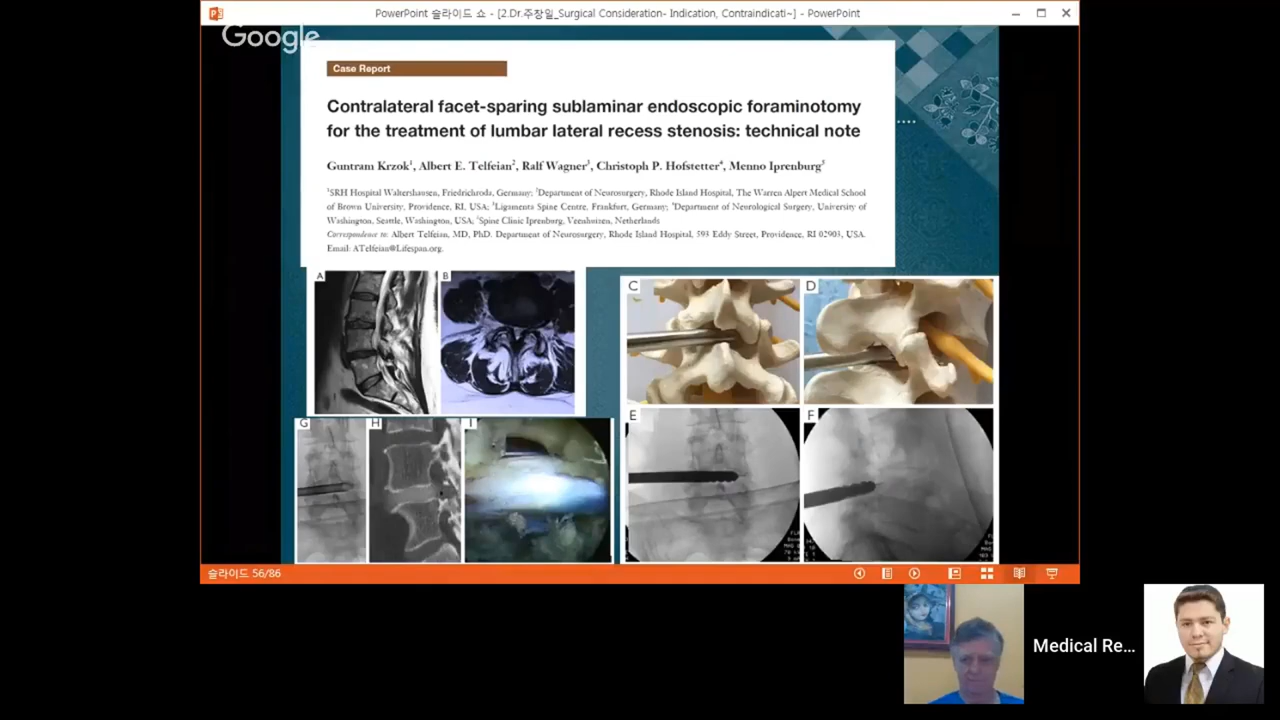 PowerPoint 슬라이드 쇼 - [2.Dr.주장일_Surgical Consideration- Indication, Contraindicati~] - PowerPoint
Google
Case Report
Contralateral facet-sparing sublaminar endoscopic foraminotomy
for the treatment of lumbar lateral recess stenosis: technical note
Guntram Krzok¹, Albert E. Telfeian², Ralf Wagner³, Christoph P. Hofstetter⁴, Menno Iprenburg⁵
¹SRH Hospital Waltershausen, Friedrichroda, Germany; ²Department of Neurosurgery, Rhode Island Hospital, The Warren Alpert Medical School
of Brown University, Providence, RI, USA; ³Ligamenta Spine Centre, Frankfurt, Germany; ⁴Department of Neurological Surgery, University of
Washington, Seattle, Washington, USA; ⁵Spine Clinic Iprenburg, Veenhuizen, Netherlands
Correspondence to: Albert Telfeian, MD, PhD. Department of Neurosurgery, Rhode Island Hospital, 593 Eddy Street, Providence, RI 02903, USA.
Email: ATelfeian@Lifespan.org.
A
B
C
D
G
H
I
E
F
슬라이드 56/86
Medical Re...